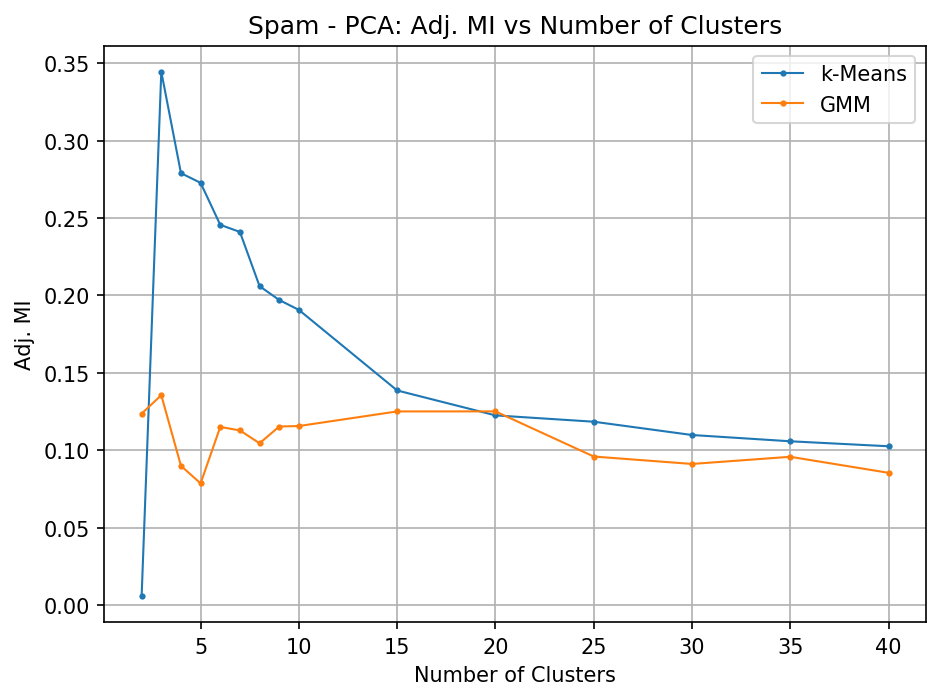 Spam - PCA: Adj. MI vs Number of Clusters
k-Means
GMM
Adj. MI
0.35
0.30
0.25
0.20
0.15
0.10
0.05
0.00
5 10 15 20 25 30 35 40
Number of Clusters